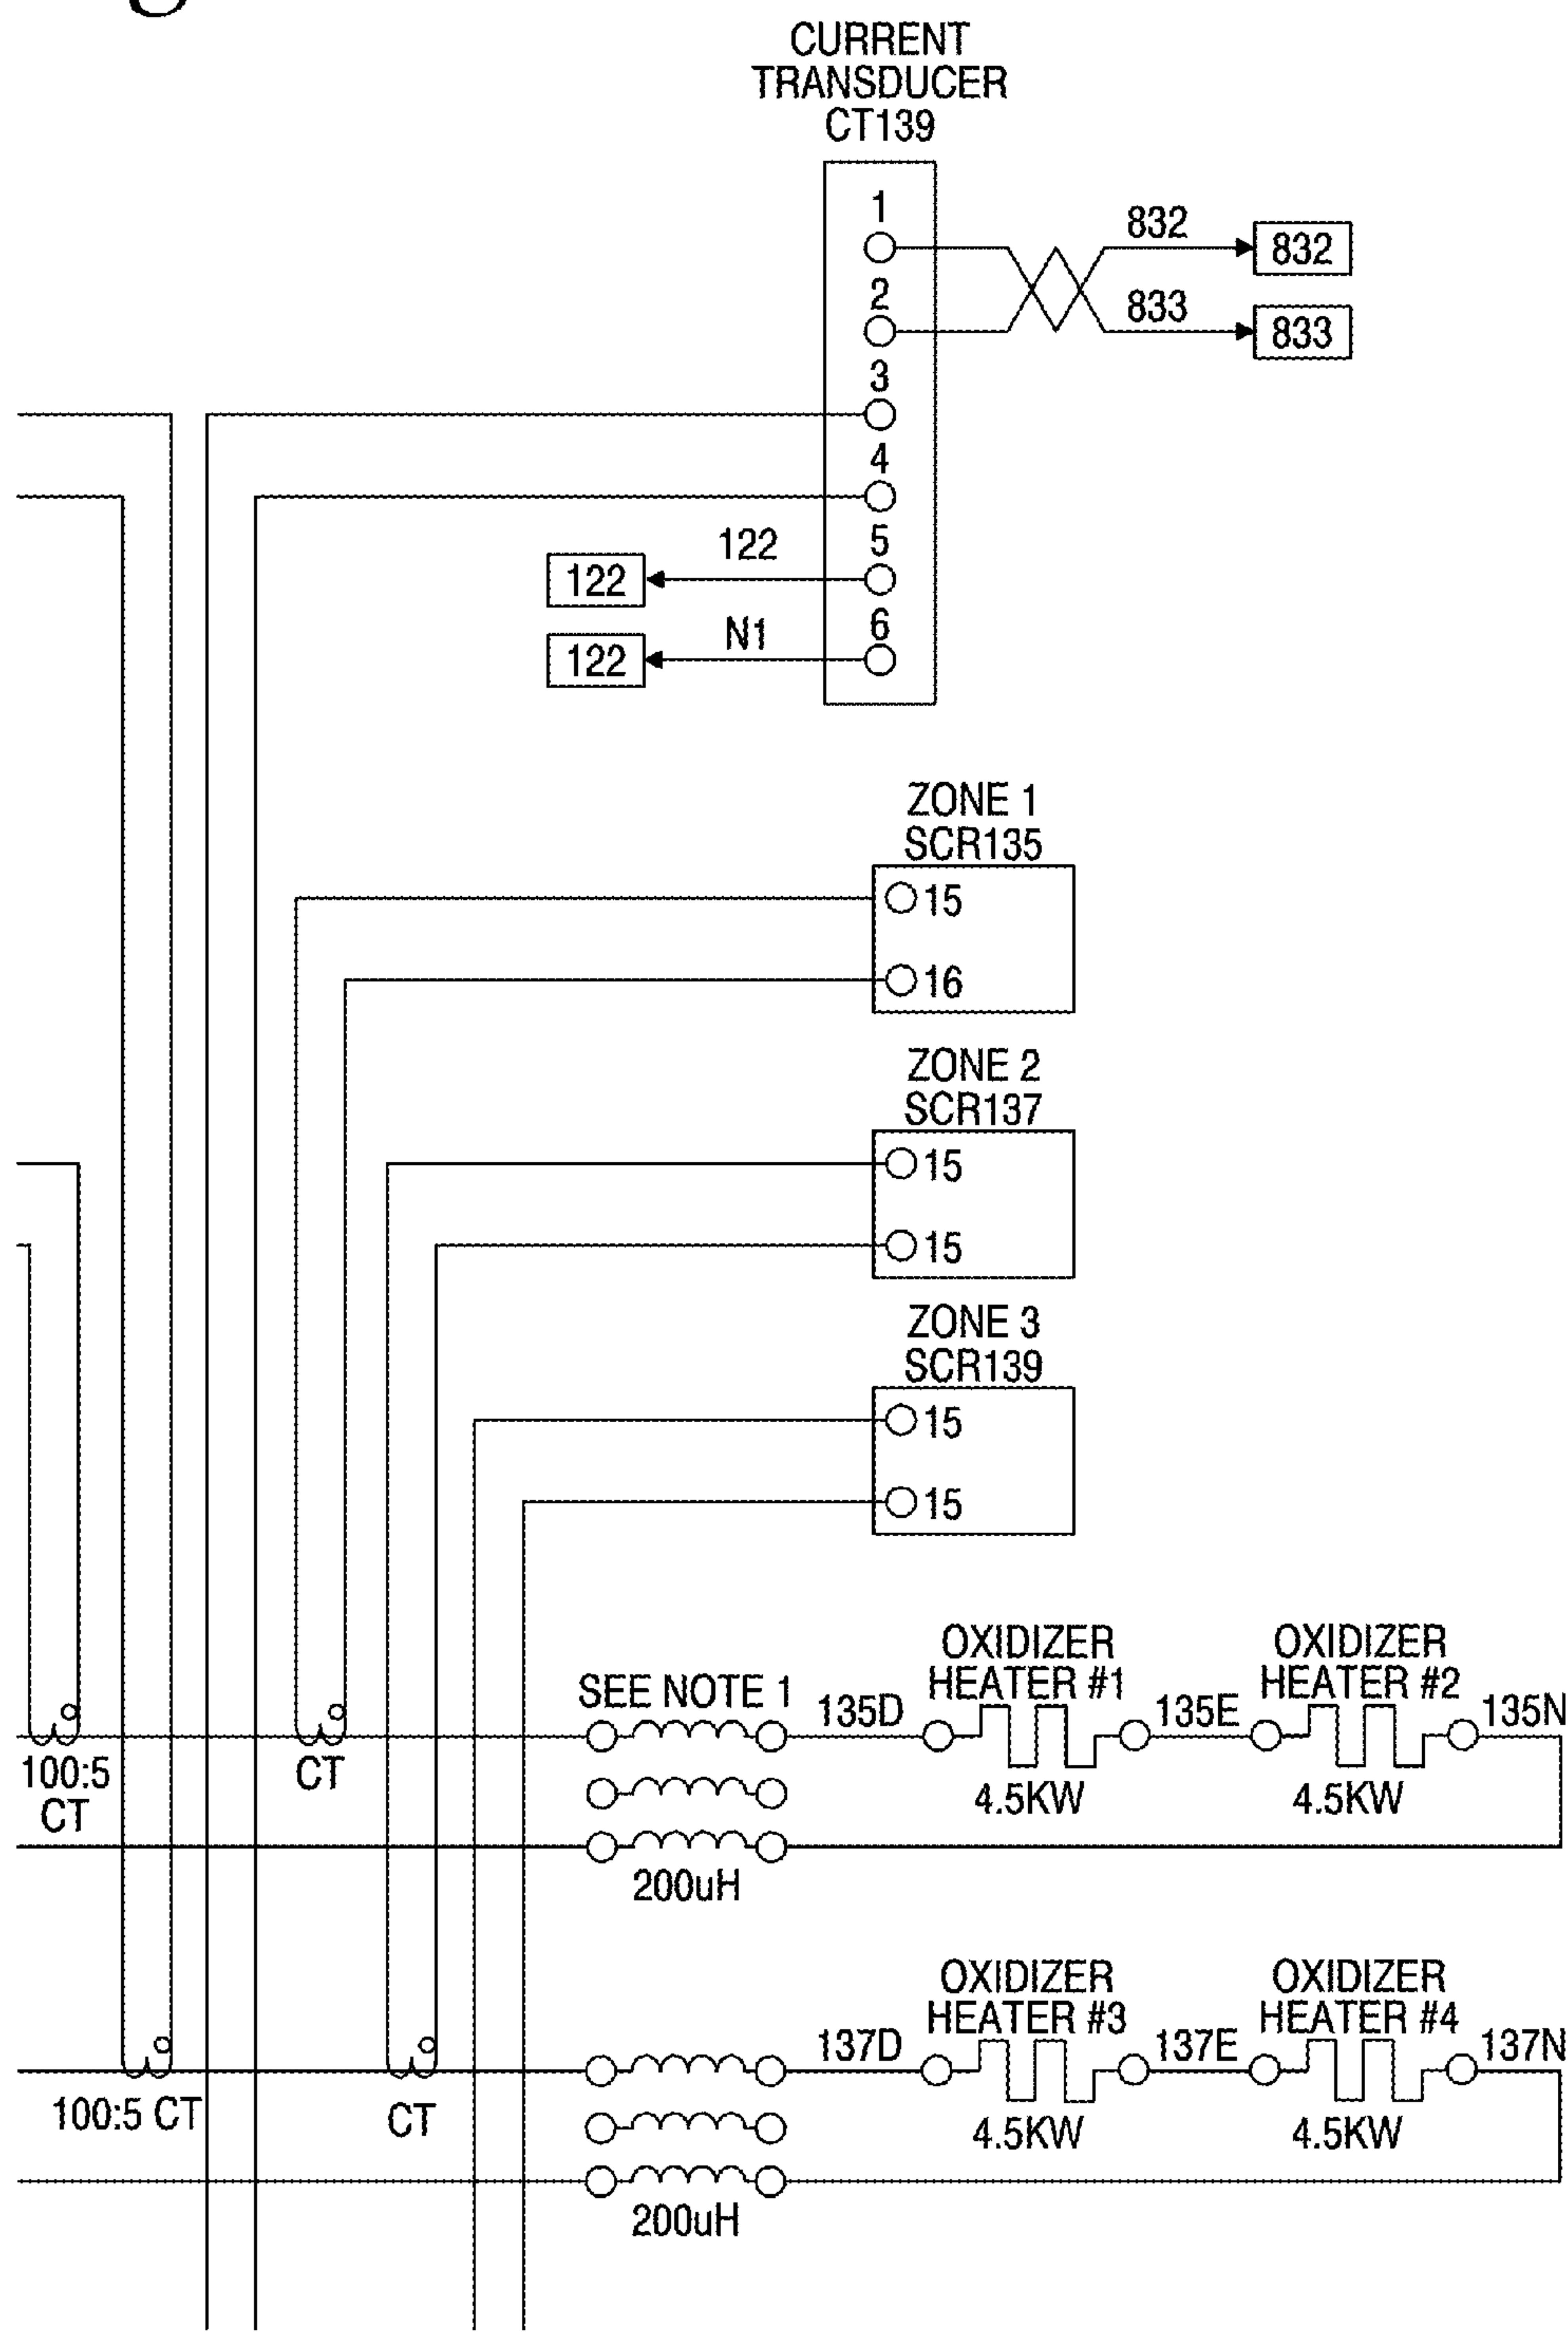 CURRENT
TRANSDUCER
CT139
1
832
832
2
833
833
3
4
5
122
122
6
N1
122
ZONE 1
SCR135
15
16
ZONE 2
SCR137
15
15
ZONE 3
SCR139
15
15
OXIDIZER
HEATER #1
OXIDIZER
HEATER #2
SEE NOTE 1
135D
135E
135N
100:5
CT
CT
4.5KW
4.5KW
200uH
OXIDIZER
HEATER #3
OXIDIZER
HEATER #4
137D
137E
137N
100:5 CT
CT
4.5KW
4.5KW
200uH